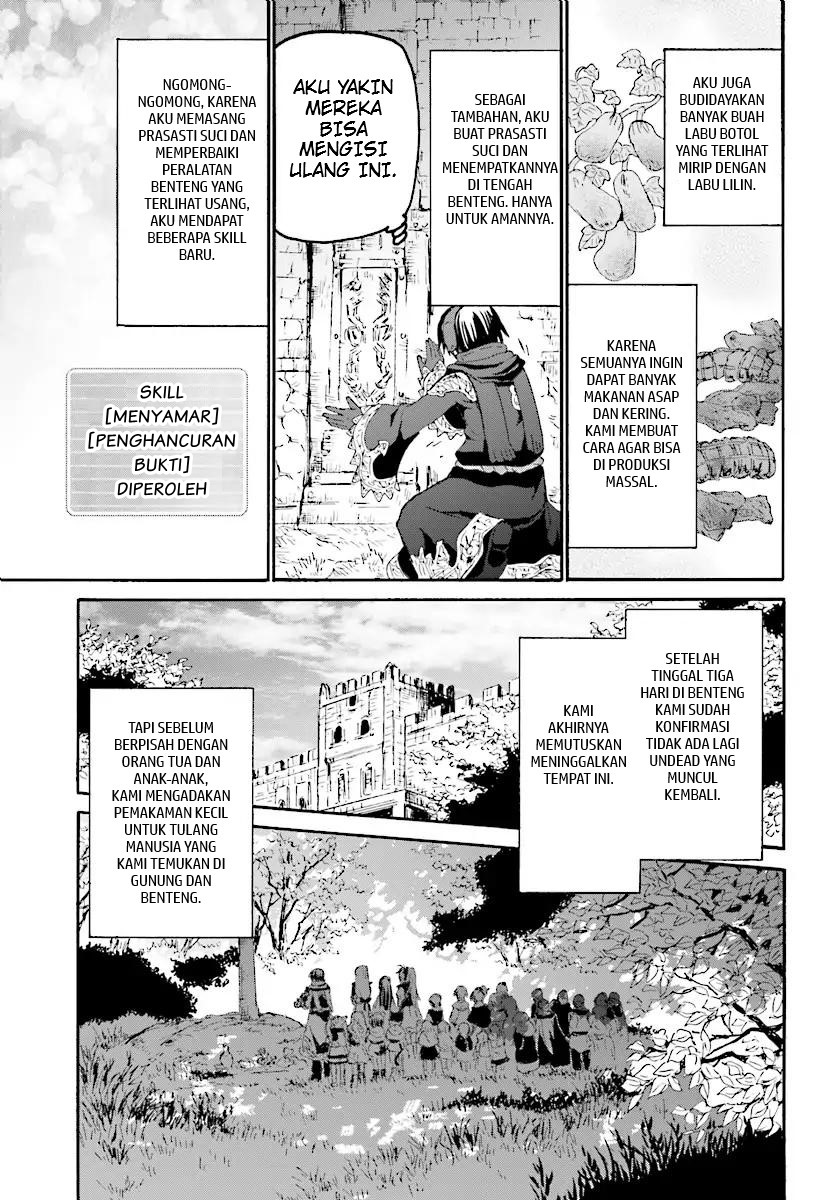 AKU JUGA
BUDIDAYAKAN
BANYAK BUAH
LABU BOTOL
YANG TERLIHAT
MIRIP DENGAN
LABU LILIN.
KARENA
SEMUANYA INGIN
DAPAT BANYAK
MAKANAN ASAP
DAN KERING.
KAMI MEMBUAT
CARA AGAR BISA
DI PRODUKSI
MASSAL.
SEBAGAI
TAMBAHAN, AKU
BUAT PRASASTI
SUCI DAN
MENEMPATKANNYA
DI TENGAH
BENTENG. HANYA
UNTUK AMANNYA.
AKU YAKIN
MEREKA
BISA
MENGISI
ULANG INI.
NGOMONG-
NGOMONG, KARENA
AKU MEMASANG
PRASASTI SUCI DAN
MEMPERBAIKI
PERALATAN
BENTENG YANG
TERLIHAT USANG,
AKU MENDAPAT
BEBERAPA SKILL
BARU.
SKILL
[MENYAMAR]
[PENGHANCURAN
BUKTI]
DIPEROLEH
SETELAH
TINGGAL TIGA
HARI DI BENTENG
KAMI SUDAH
KONFIRMASI
TIDAK ADA LAGI
UNDEAD YANG
MUNCUL
KEMBALI.
KAMI
AKHIRNYA
MEMUTUSKAN
MENINGGALKAN
TEMPAT INI.
TAPI SEBELUM
BERPISAH DENGAN
ORANG TUA DAN
ANAK-ANAK,
KAMI MENGADAKAN
PEMAKAMAN KECIL
UNTUK TULANG
MANUSIA YANG
KAMI TEMUKAN DI
GUNUNG DAN
BENTENG.